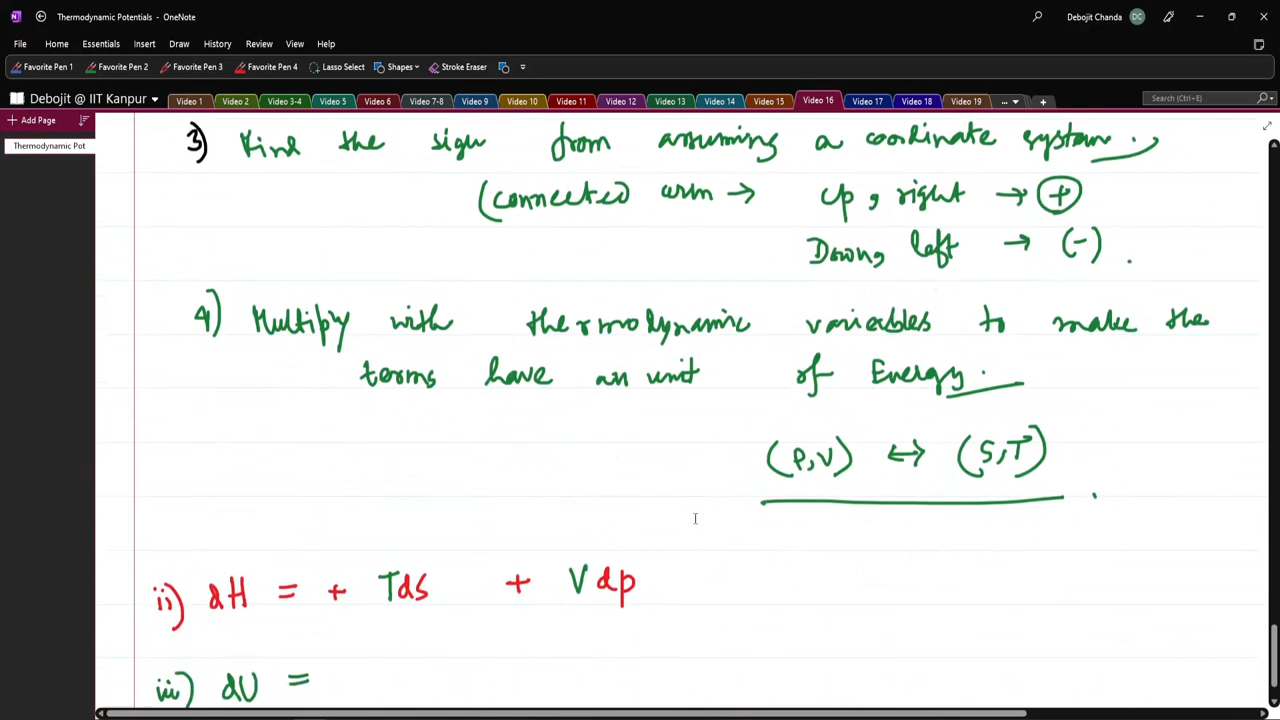 Thermodynamic Potentials - OneNote
Debojit Chanda DC
File Home Essentials Insert Draw History Review View Help
Favorite Pen 1 Favorite Pen 2 Favorite Pen 3 Favorite Pen 4 Lasso Select Shapes Stroke Eraser
Debojit @ IIT Kanpur Video 1 Video 2 Video 3-4 Video 5 Video 6 Video 7-8 Video 9 Video 10 Video 11 Video 12 Video 13 Video 14 Video 15 Video 16 Video 17 Video 18 Video 19 ... + Search (Ctrl+E)
+ Add Page
Thermodynamic Pot
3) Find the sign from assuming a coordinate system.
(connected arm → up, right → (+)
Down, left → (-) .
4) Multiply with thermodynamic variables to make the
terms have an unit of Energy.
(P,V) ↔ (S,T) .
ii) dH = + Tds + Vdp
iii) dU =